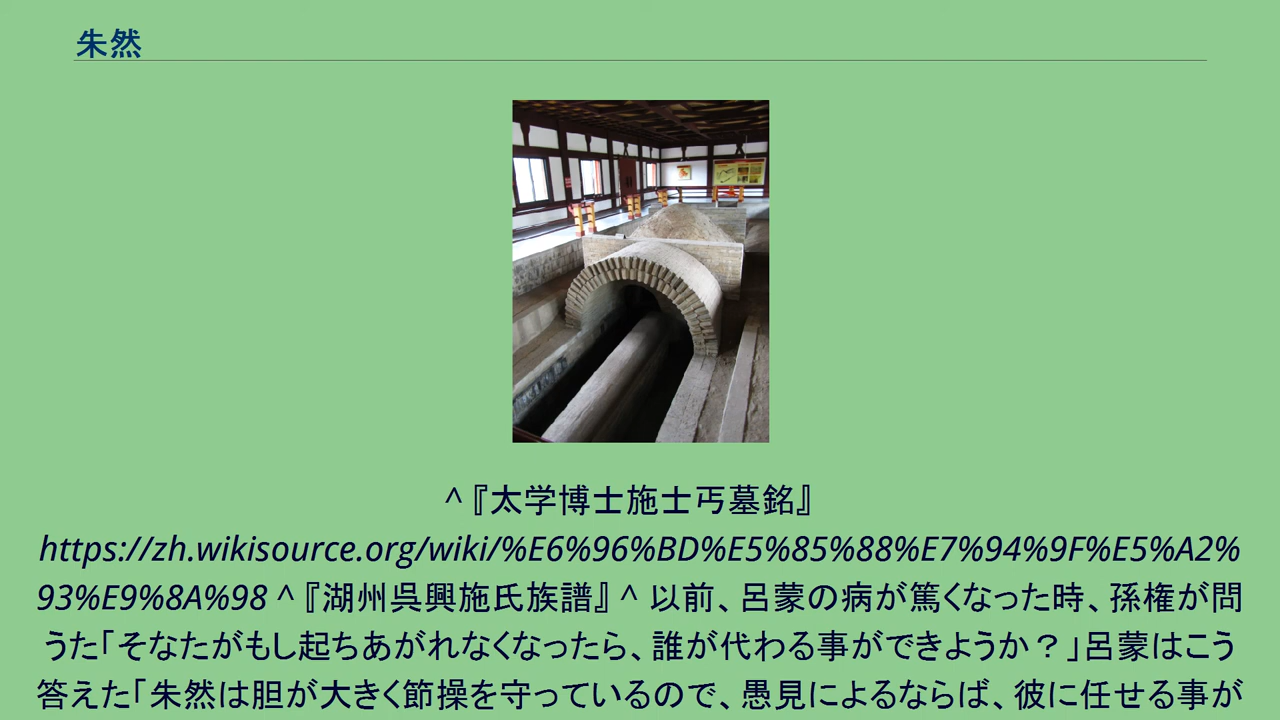 朱然
^『太学博士施士丐墓銘』
https://zh.wikisource.org/wiki/%E6%96%BD%E5%85%88%E7%94%9F%E5%A2%
93%E9%8A%98 ^『湖州呉興施氏族譜』 ^ 以前、呂蒙の病が篤くなった時、孫権が問
うた「そなたがもし起ちあがれなくなったら、誰が代わる事ができようか？」呂蒙はこう
答えた「朱然は胆が大きく節操を守っているので、愚見によるならば、彼に任せる事が